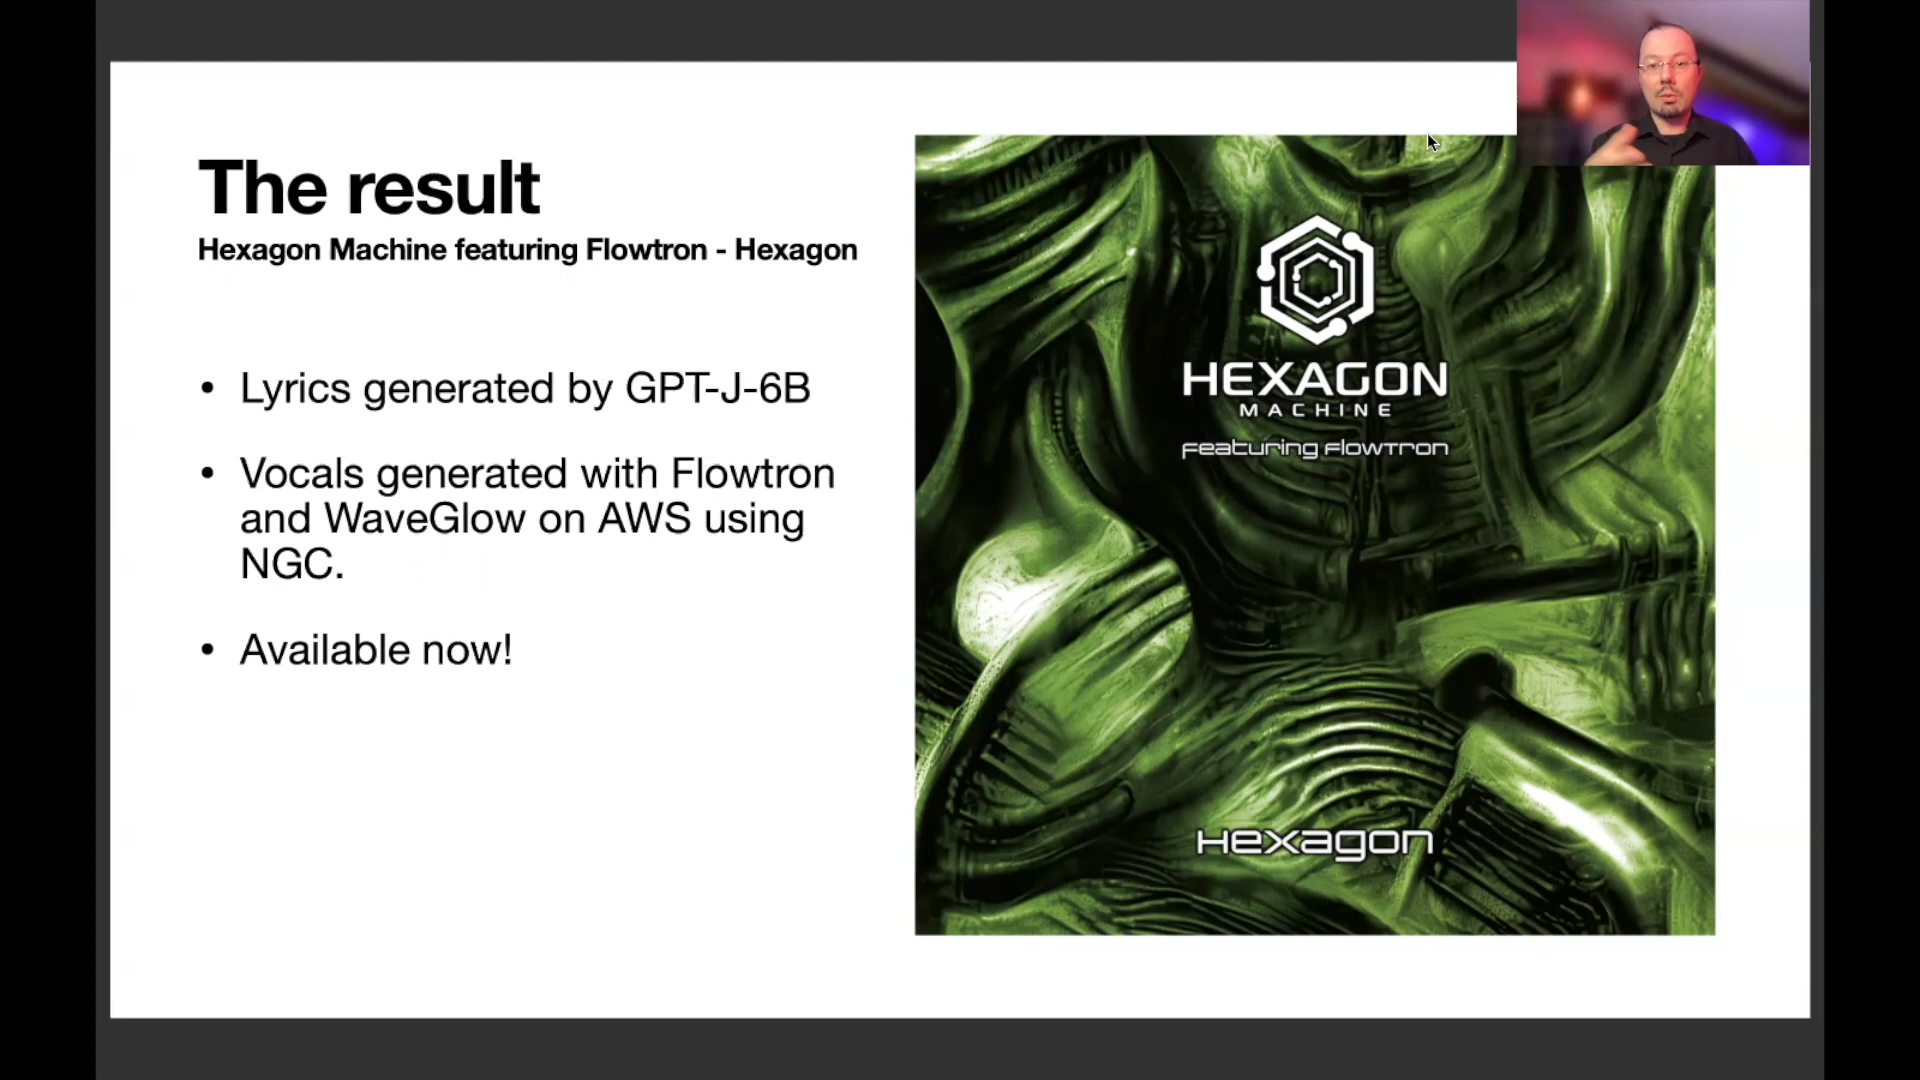 The result
Hexagon Machine featuring Flowtron - Hexagon
• Lyrics generated by GPT-J-6B
• Vocals generated with Flowtron
and WaveGlow on AWS using
NGC.
• Available now!
HEXAGON
MACHINE
featuring Flowtron
Hexagon